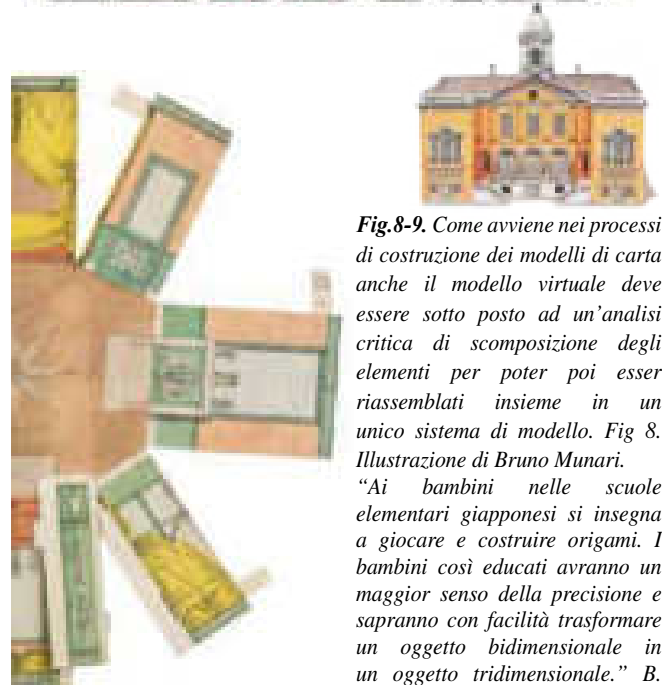 Fig.8-9. Come avviene nei processi
di costruzione dei modelli di carta
anche il modello virtuale deve
essere sotto posto ad un’analisi
critica di scomposizione degli
elementi per poter poi esser
riassemblati insieme in un
unico sistema di modello. Fig 8.
Illustrazione di Bruno Munari.
“Ai bambini nelle scuole
elementari giapponesi si insegna
a giocare e costruire origami. I
bambini così educati avranno un
maggior senso della precisione e
sapranno con facilità trasformare
un oggetto bidimensionale in
un oggetto tridimensionale.” B.